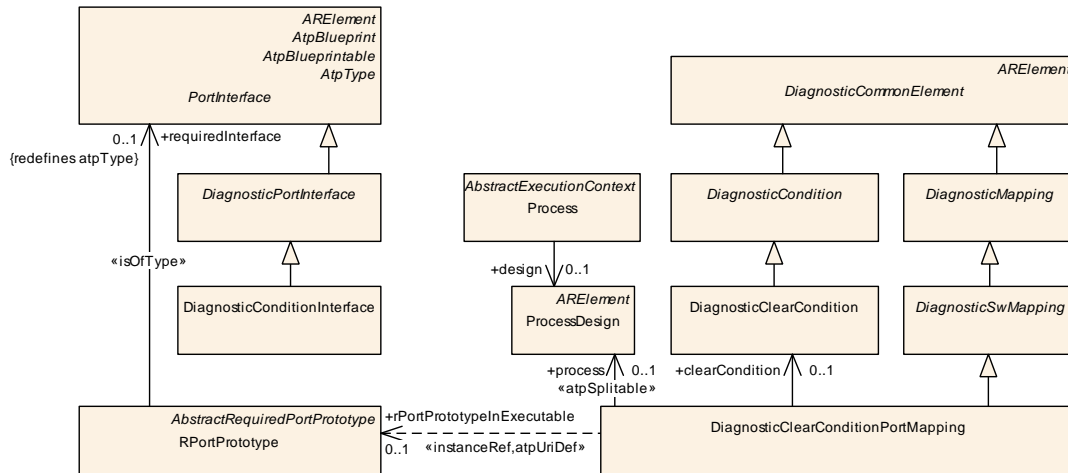 ARElement
AtpBlueprint
AtpBlueprintable
AtpType
PortInterface
ARElement
DiagnosticCommonElement
0..1
+requiredInterface
{redefines atpType}
DiagnosticPortInterface
AbstractExecutionContext
Process
DiagnosticCondition
DiagnosticMapping
«isOfType»
+design
0..1
DiagnosticConditionInterface
ARElement
ProcessDesign
DiagnosticClearCondition
DiagnosticSwMapping
+process
0..1
«atpSplitable»
+clearCondition
0..1
AbstractRequiredPortPrototype
RPortPrototype
+rPortPrototypeInExecutable
0..1
«instanceRef,atpUriDef»
DiagnosticClearConditionPortMapping